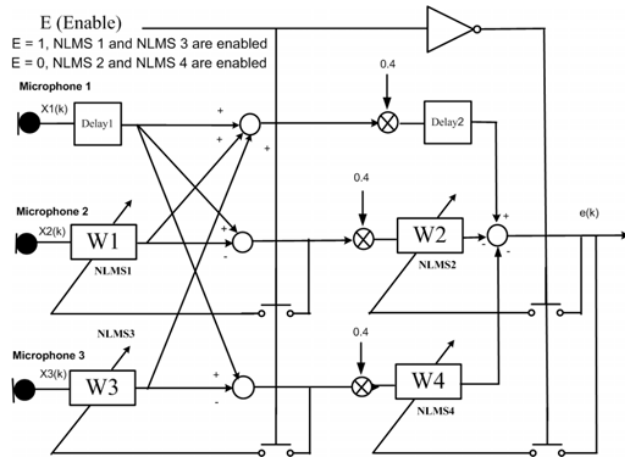 E (Enable)
E = 1, NLMS 1 and NLMS 3 are enabled
E = 0, NLMS 2 and NLMS 4 are enabled
Microphone 1
X1(k)
Delay1
+
+
+
0.4
Delay2
+
Microphone 2
X2(k)
W1
NLMS1
+
-
0.4
W2
NLMS2
-
-
e(k)
NLMS3
Microphone 3
X3(k)
W3
+
-
0.4
W4
NLMS4